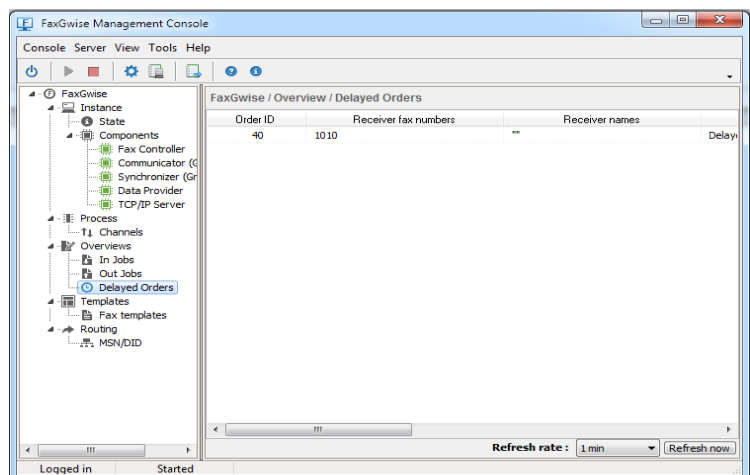 FaxGwise Management Console
Console Server View Tools Help
FaxGwise
Instance
State
Components
Fax Controller
Communicator (G
Synchronizer (Gr
Data Provider
TCP/IP Server
Process
Channels
Overviews
In Jobs
Out Jobs
Delayed Orders
Templates
Fax templates
Routing
MSN/DID
FaxGwise / Overview / Delayed Orders
Order ID Receiver fax numbers Receiver names
40 1010 "" Delay
Refresh rate : 1 min Refresh now
Logged in Started